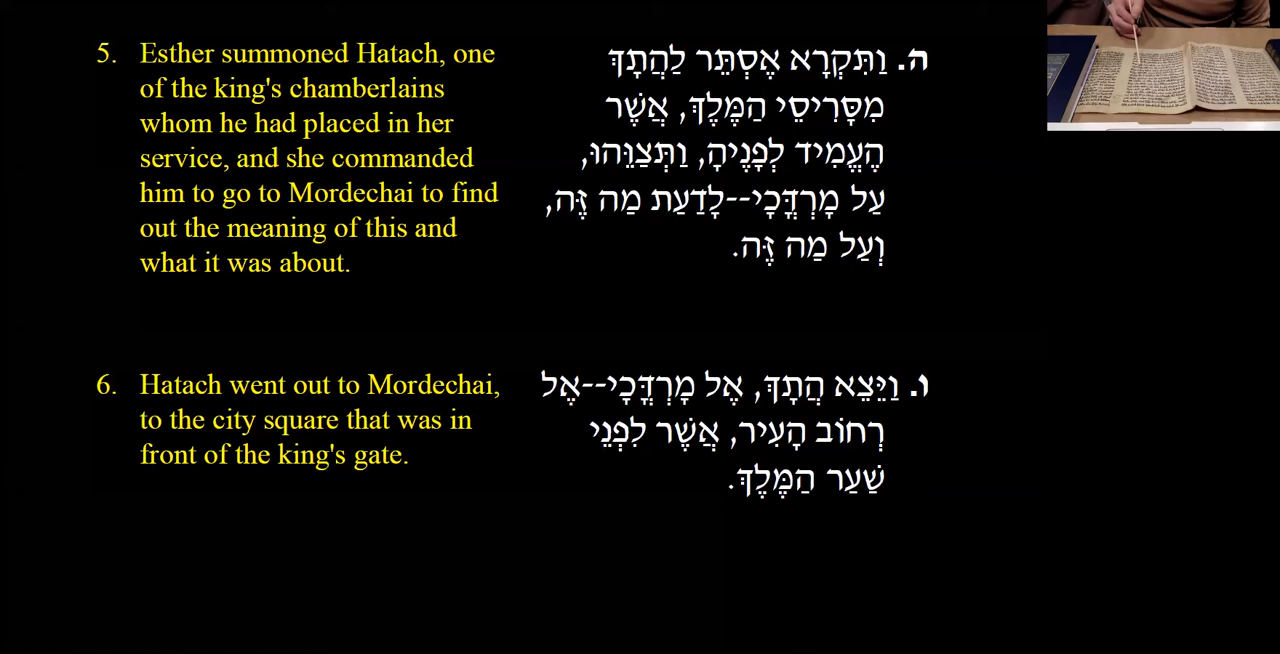 5. Esther summoned Hatach, one
of the king's chamberlains
whom he had placed in her
service, and she commanded
him to go to Mordechai to find
out the meaning of this and
what it was about.
ה. וַתִּקְרָא אֶסְתֵּר לַהֲתָךְ
מִסָּרִיסֵי הַמֶּלֶךְ, אֲשֶׁר
הֶעֱמִיד לְפָנֶיהָ, וַתְּצַוֵּהוּ,
עַל מָרְדֳּכָי--לָדַעַת מַה זֶּה,
וְעַל מַה זֶּה.
6. Hatach went out to Mordechai,
to the city square that was in
front of the king's gate.
ו. וַיֵּצֵא הֲתָךְ, אֶל מָרְדֳּכָי--אֶל
רְחוֹב הָעִיר, אֲשֶׁר לִפְנֵי
שַׁעַר הַמֶּלֶךְ.